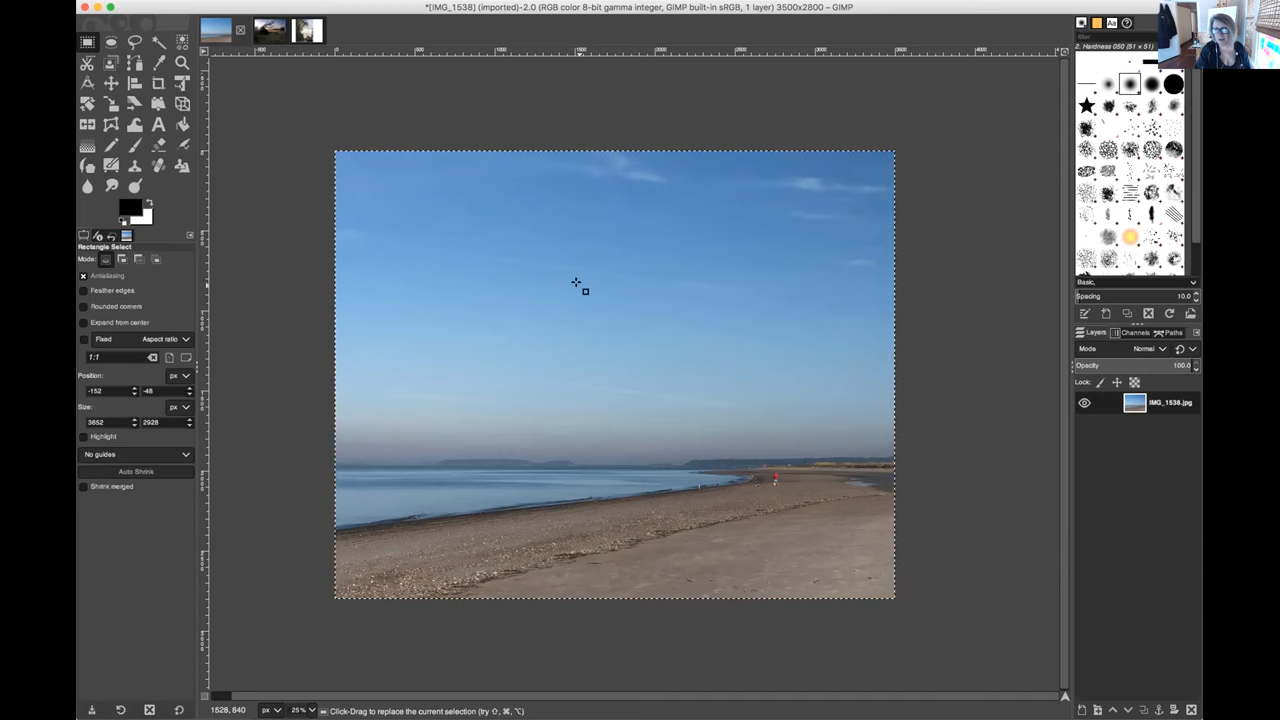 *[IMG_1538] (imported)-2.0 (RGB color 8-bit gamma integer, GIMP built-in sRGB, 1 layer) 3500x2800 – GIMP
Rectangle Select
Mode:
Antialiasing
Feather edges
Rounded corners
Expand from center
Fixed Aspect ratio
1:1
Position: px
-152 -48
Size: px
3652 2928
Highlight
No guides
Auto Shrink
Shrink merged
2. Hardness 050 (51 × 51)
Basic,
Spacing 10.0
Layers Channels Paths
Mode Normal
Opacity 100.0
Lock:
IMG_1538.jpg
1528, 840 px 25% Click-Drag to replace the current selection (try ⇧, ⌘, ⌥)